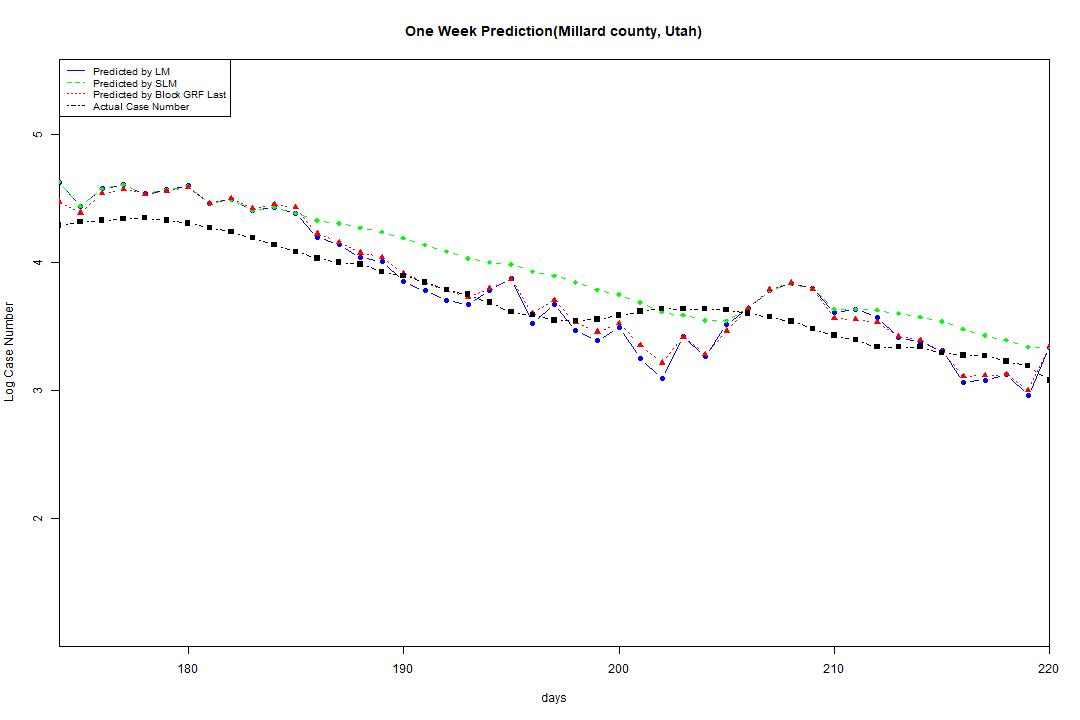 One Week Prediction(Millard county, Utah)
Predicted by LM
Predicted by SLM
Predicted by Block GRF Last
Actual Case Number
5
4
3
2
Log Case Number
180 190 200 210 220
days